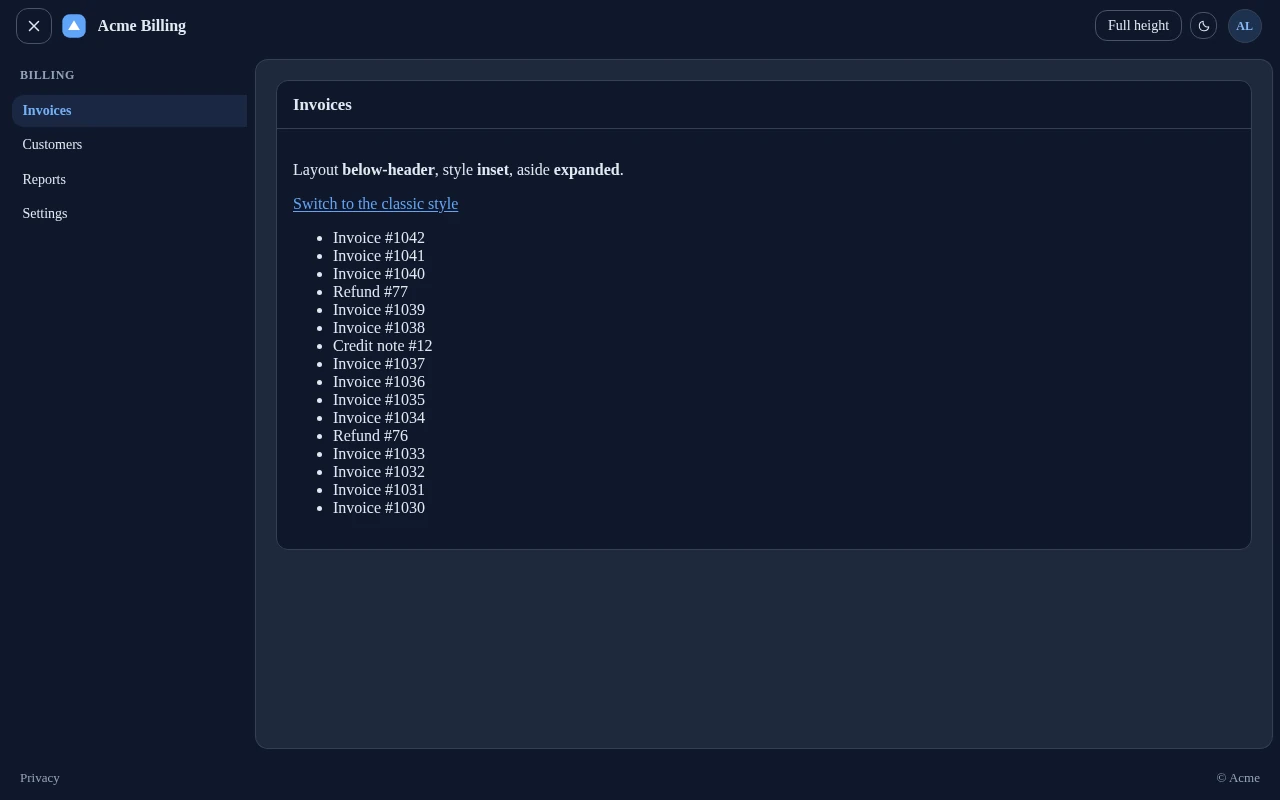 Acme Billing
Full height
AL
BILLING
Invoices
Customers
Reports
Settings
Invoices
Layout below-header, style inset, aside expanded.
Switch to the classic style
Invoice #1042
Invoice #1041
Invoice #1040
Refund #77
Invoice #1039
Invoice #1038
Credit note #12
Invoice #1037
Invoice #1036
Invoice #1035
Invoice #1034
Refund #76
Invoice #1033
Invoice #1032
Invoice #1031
Invoice #1030
Privacy
© Acme